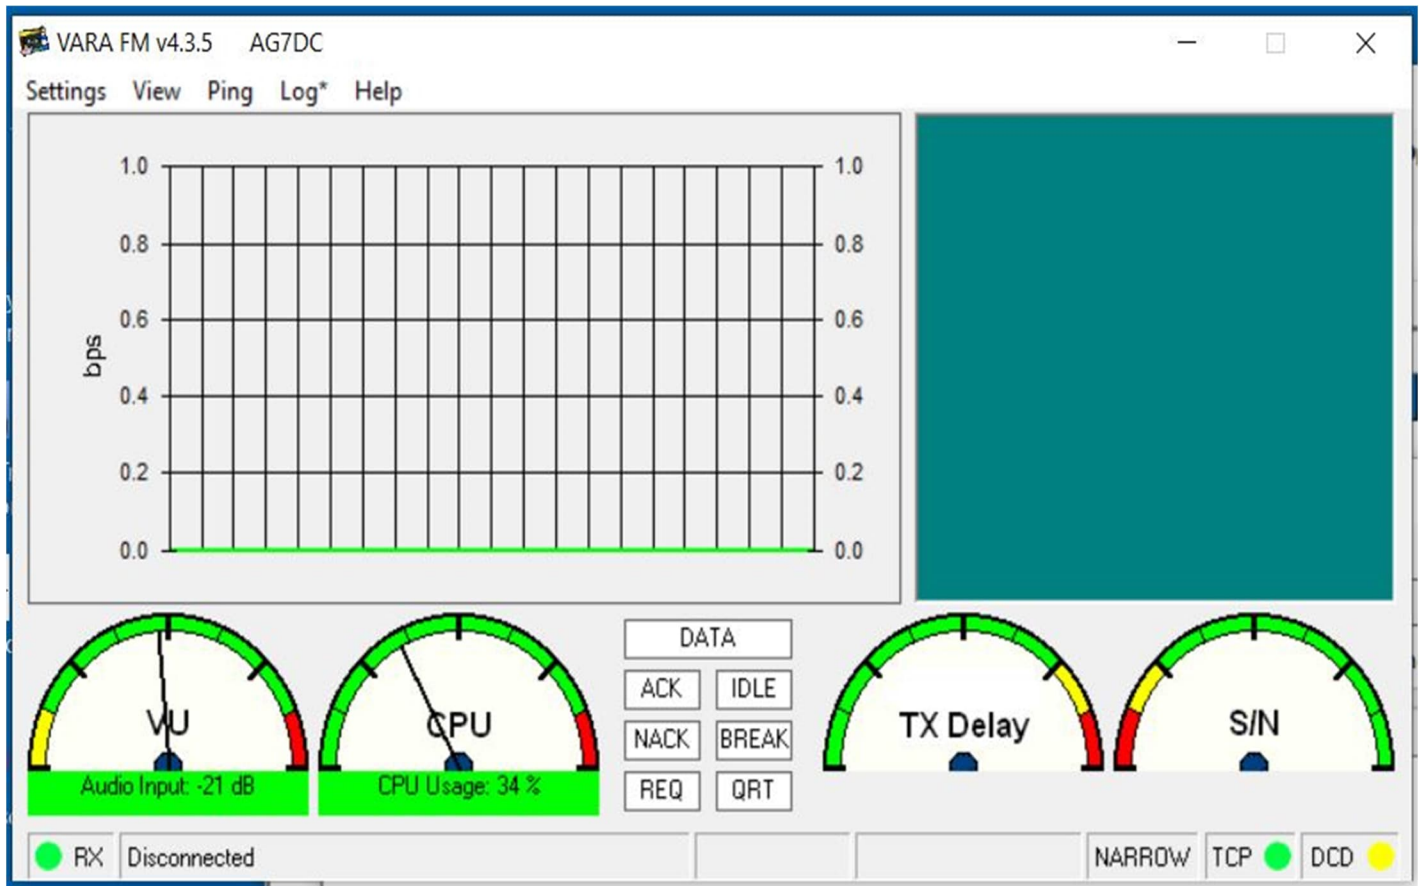 VARA FM v4.3.5 AG7DC
Settings View Ping Log* Help
1.0 1.0
0.8 0.8
0.6 0.6
bps
0.4 0.4
0.2 0.2
0.0 0.0
VU
Audio Input: -21 dB
CPU
CPU Usage: 34 %
DATA
ACK IDLE
NACK BREAK
REQ QRT
TX Delay
S/N
RX Disconnected NARROW TCP DCD